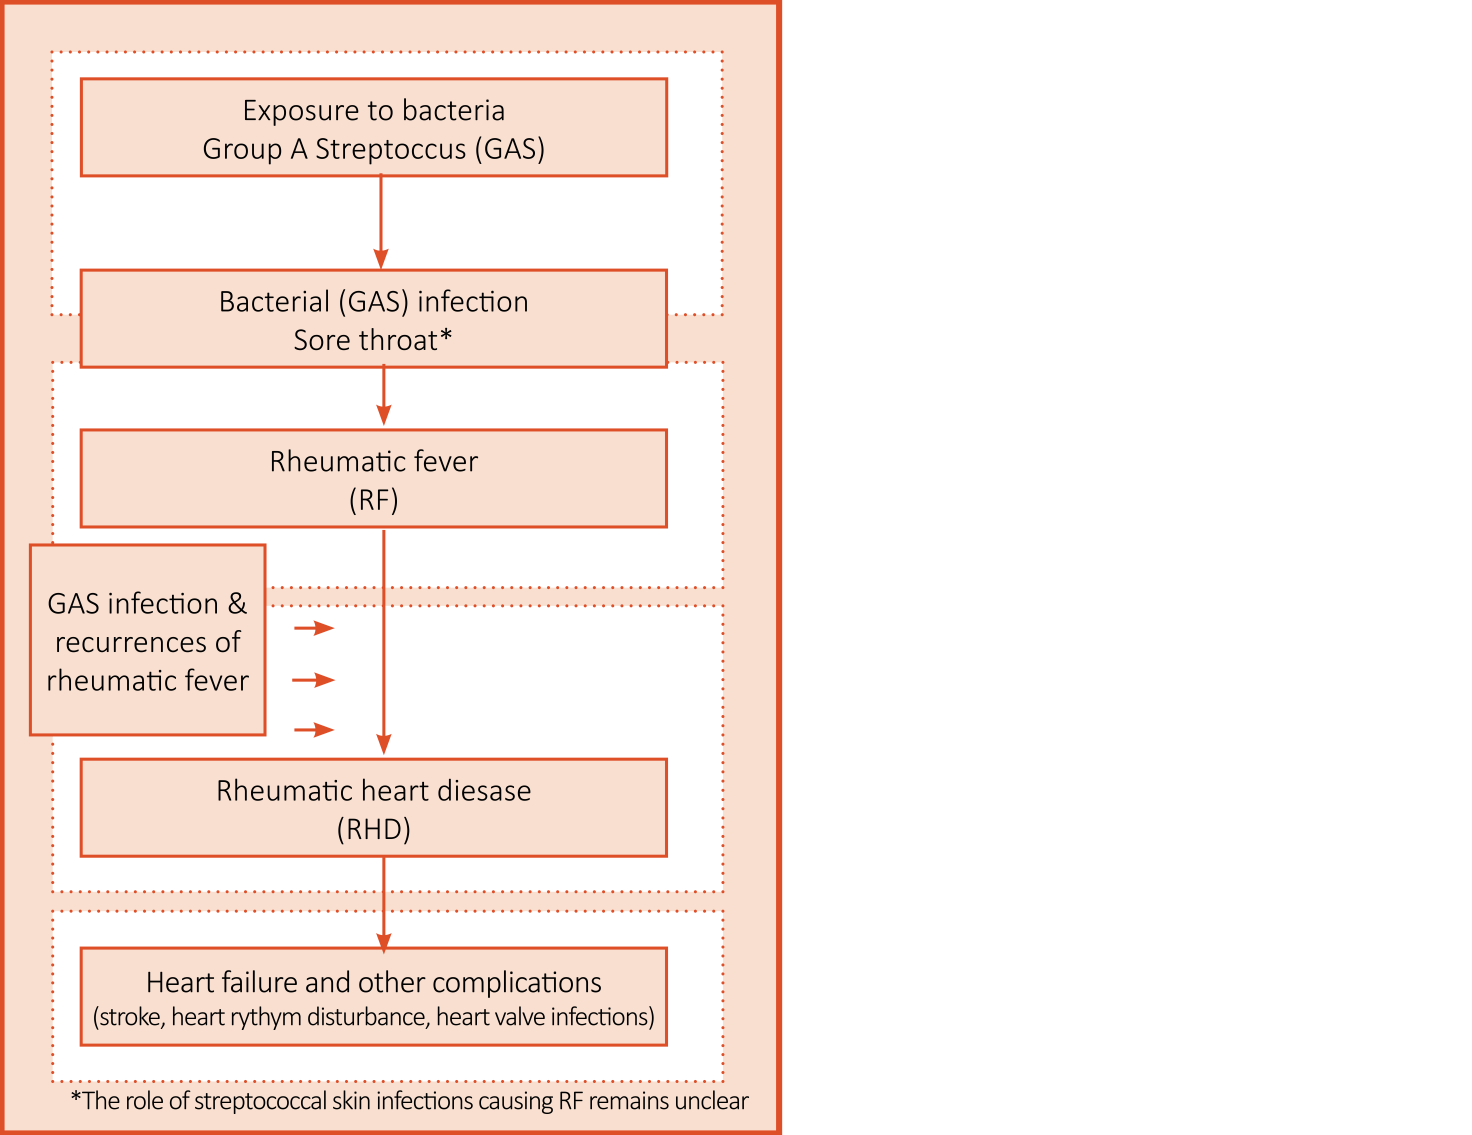 Exposure to bacteria
Group A Streptoccus (GAS)
Bacterial (GAS) infection
Sore throat*
Rheumatic fever
(RF)
GAS infection &
recurrences of
rheumatic fever
Rheumatic heart diesase
(RHD)
Heart failure and other complications
(stroke, heart rythym disturbance, heart valve infections)
*The role of streptococcal skin infections causing RF remains unclear